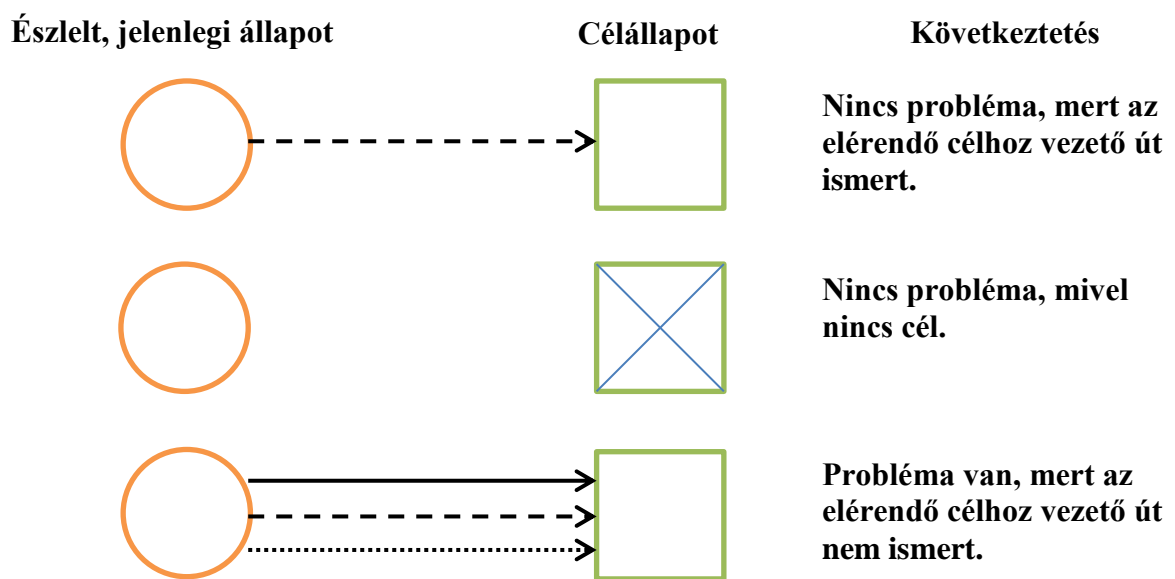 Észlelt, jelenlegi állapot
Célállapot
Következtetés
Nincs probléma, mert az
elérendő célhoz vezető út
ismert.
Nincs probléma, mivel
nincs cél.
Probléma van, mert az
elérendő célhoz vezető út
nem ismert.